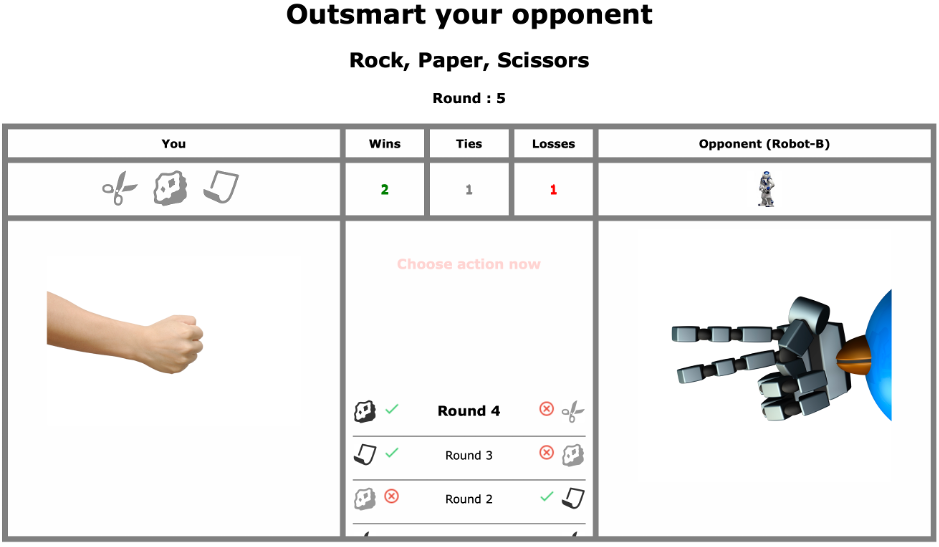 Outsmart your opponent
Rock, Paper, Scissors
Round : 5
You
Wins
Ties
Losses
Opponent (Robot-B)
2
1
1
Choose action now
Round 4
Round 3
Round 2